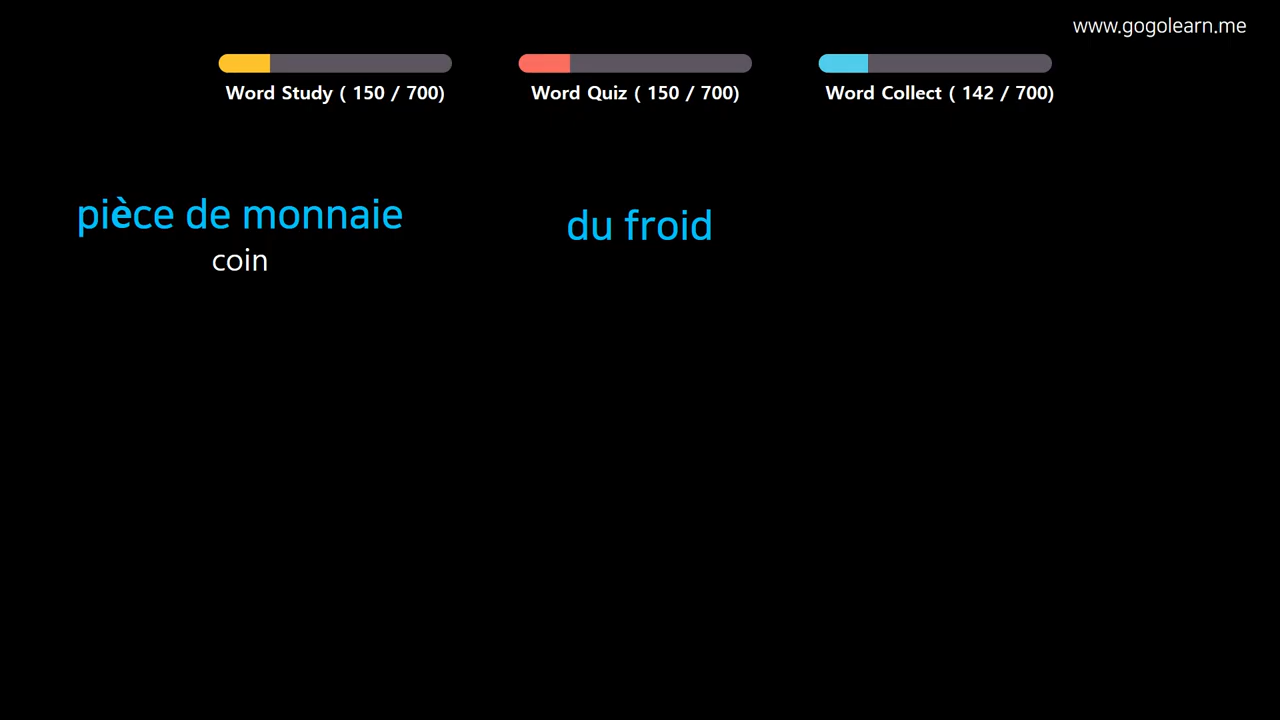 www.gogolearn.me
Word Study ( 150 / 700)
Word Quiz ( 150 / 700)
Word Collect ( 142 / 700)
pièce de monnaie
coin
du froid